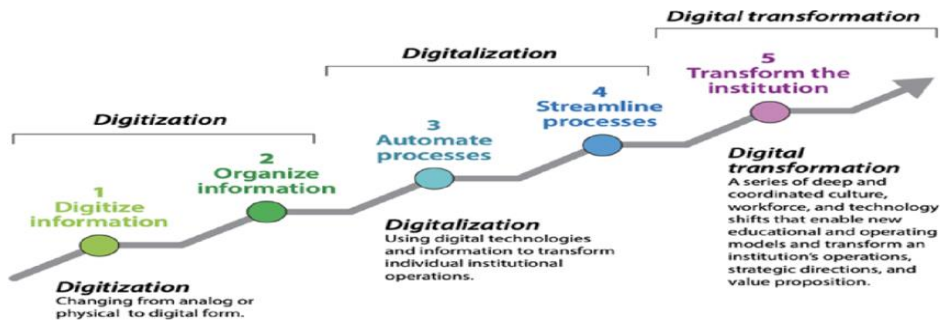 Digital transformation
Digitalization
Digitization
1
Digitize
information
2
Organize
information
3
Automate
processes
4
Streamline
processes
5
Transform the
institution
Digitization
Changing from analog or
physical to digital form.
Digitalization
Using digital technologies
and information to transform
individual institutional
operations.
Digital
transformation
A series of deep and
coordinated culture,
workforce, and technology
shifts that enable new
educational and operating
models and transform an
institution's operations,
strategic directions, and
value proposition.